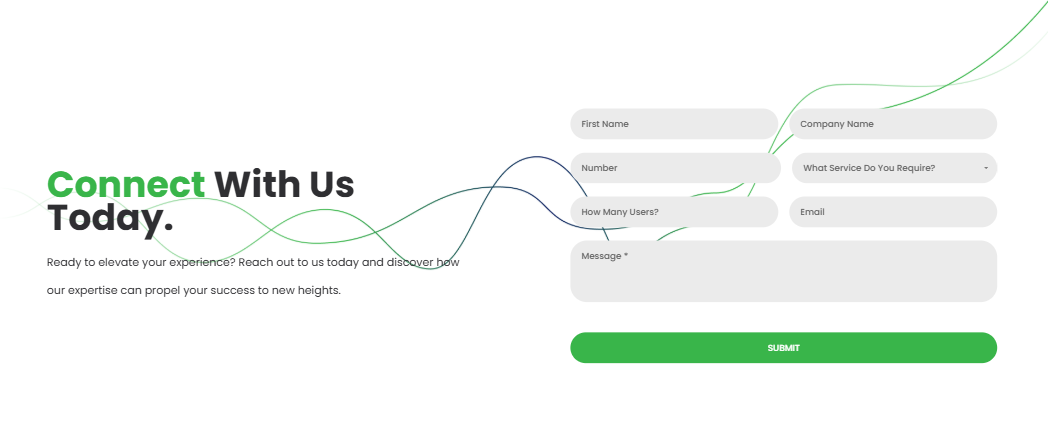 Connect With Us
Today.
Ready to elevate your experience? Reach out to us today and discover how
our expertise can propel your success to new heights.
First Name
Company Name
Number
What Service Do You Require?
How Many Users?
Email
Message *
SUBMIT